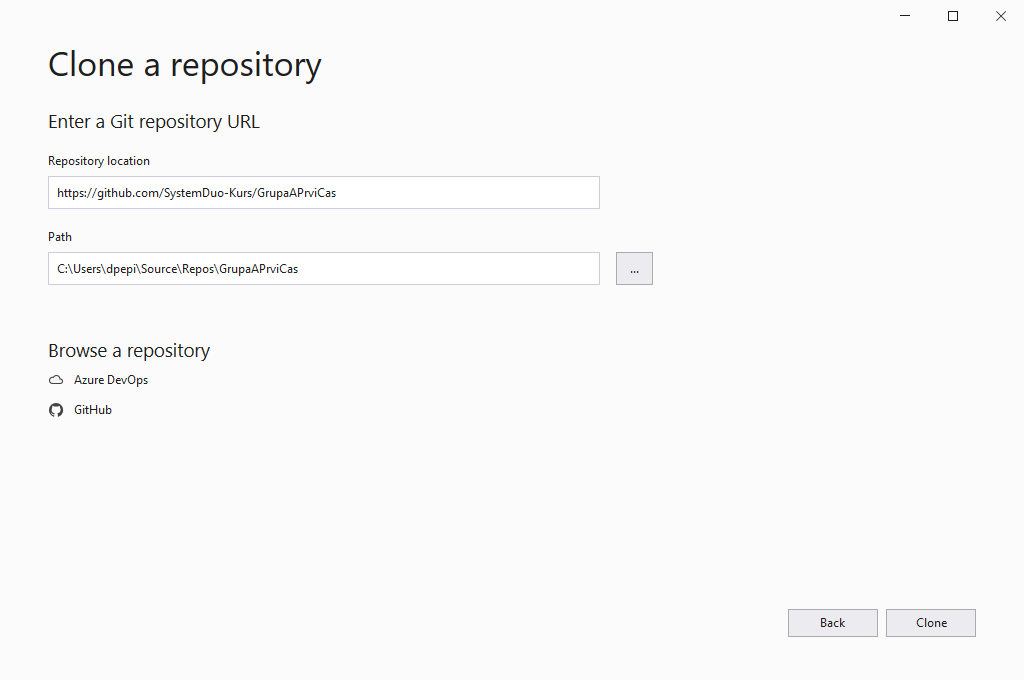 Clone a repository
Enter a Git repository URL
Repository location
https://github.com/SystemDuo-Kurs/GrupaAPrviCas
Path
C:\Users\dpepi\Source\Repos\GrupaAPrviCas
...
Browse a repository
Azure DevOps
GitHub
Back Clone